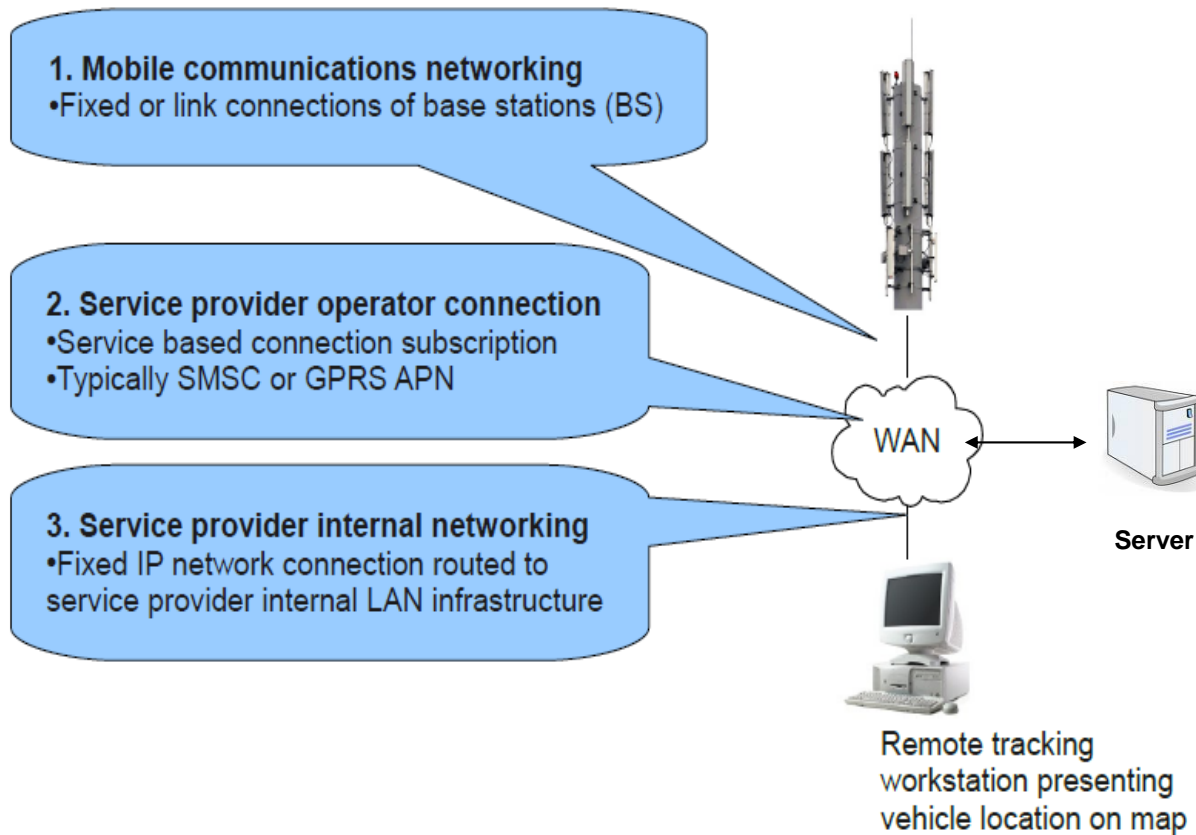 1. Mobile communications networking
•Fixed or link connections of base stations (BS)
2. Service provider operator connection
•Service based connection subscription
•Typically SMSC or GPRS APN
WAN
3. Service provider internal networking
•Fixed IP network connection routed to
service provider internal LAN infrastructure
Server
Remote tracking
workstation presenting
vehicle location on map